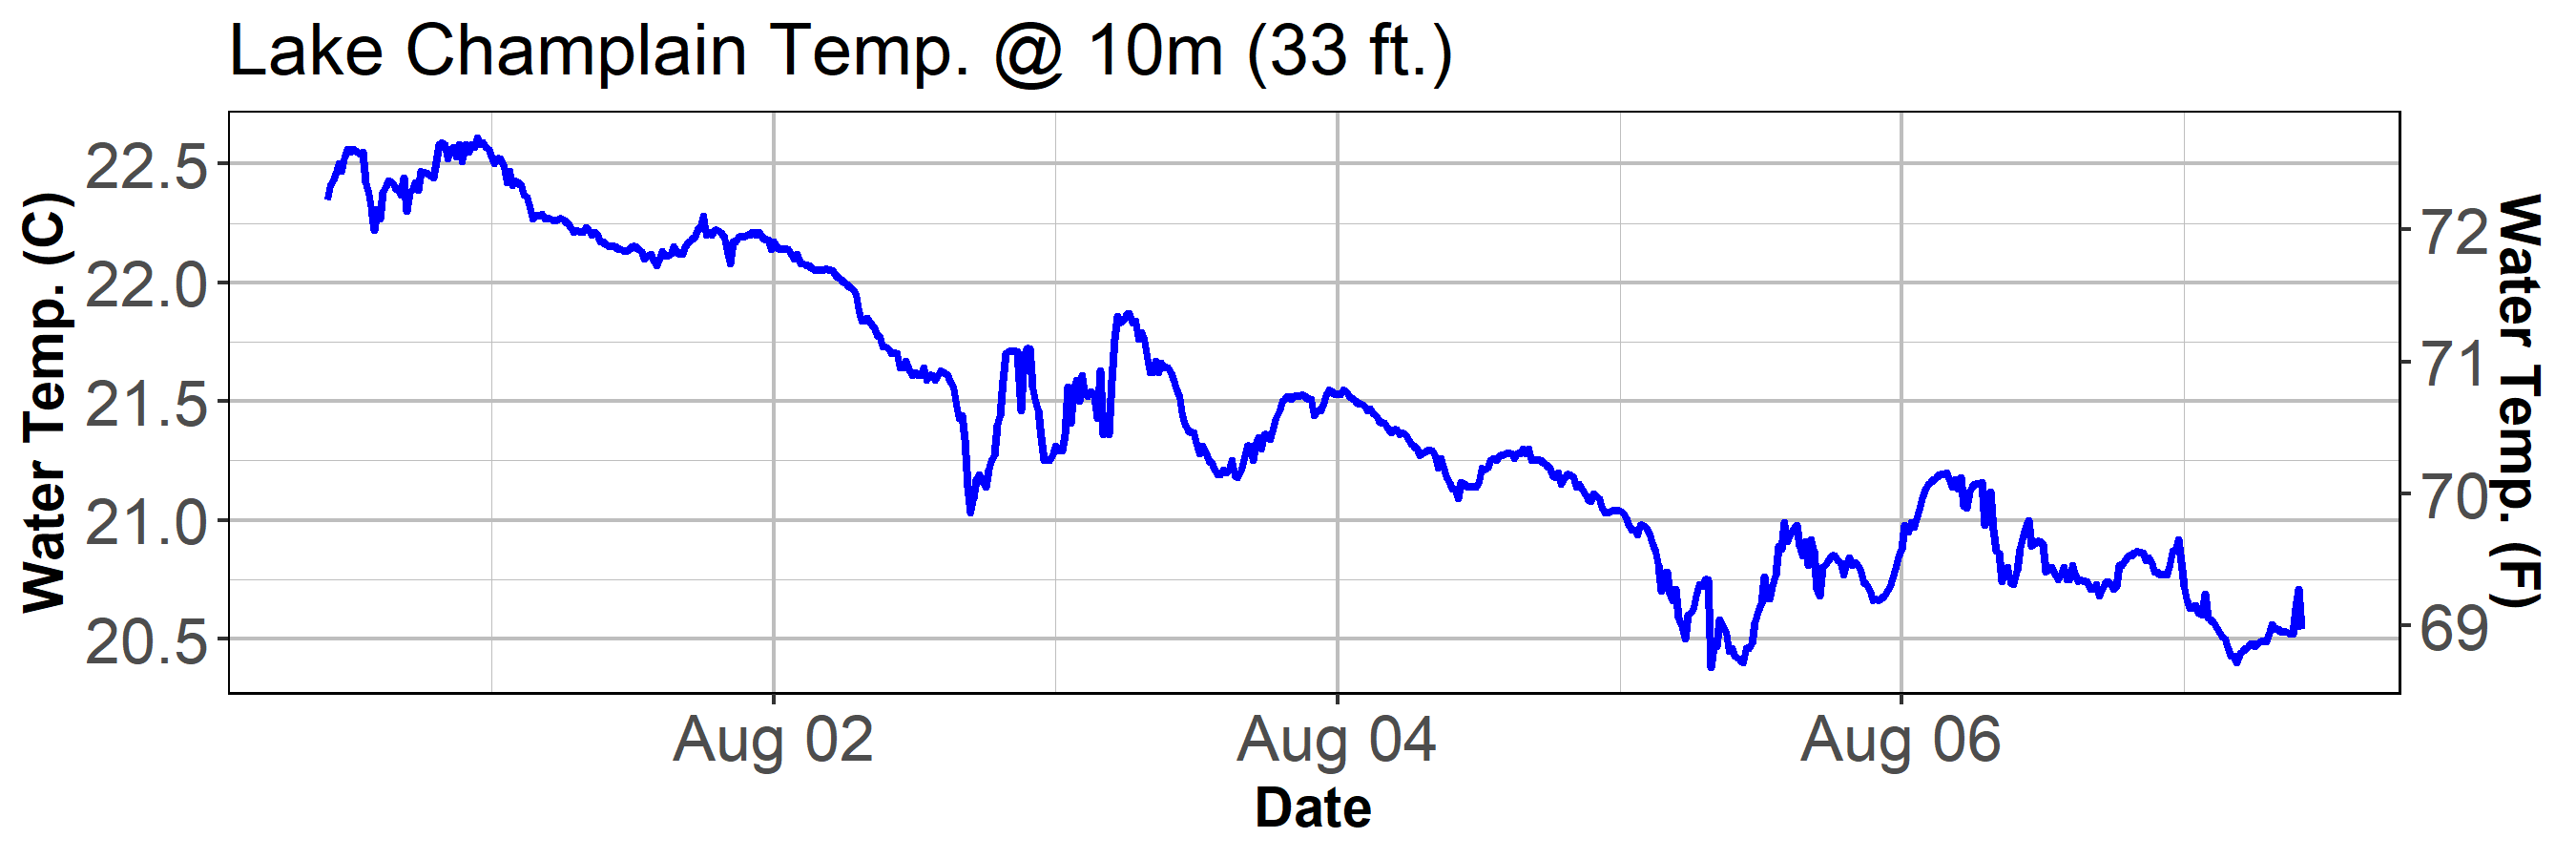 Lake Champlain Temp. @ 10m (33 ft.)
Water Temp. (C)
22.5
22.0
21.5
21.0
20.5
72
71
70
69
Water Temp. (F)
Aug 02
Aug 04
Aug 06
Date